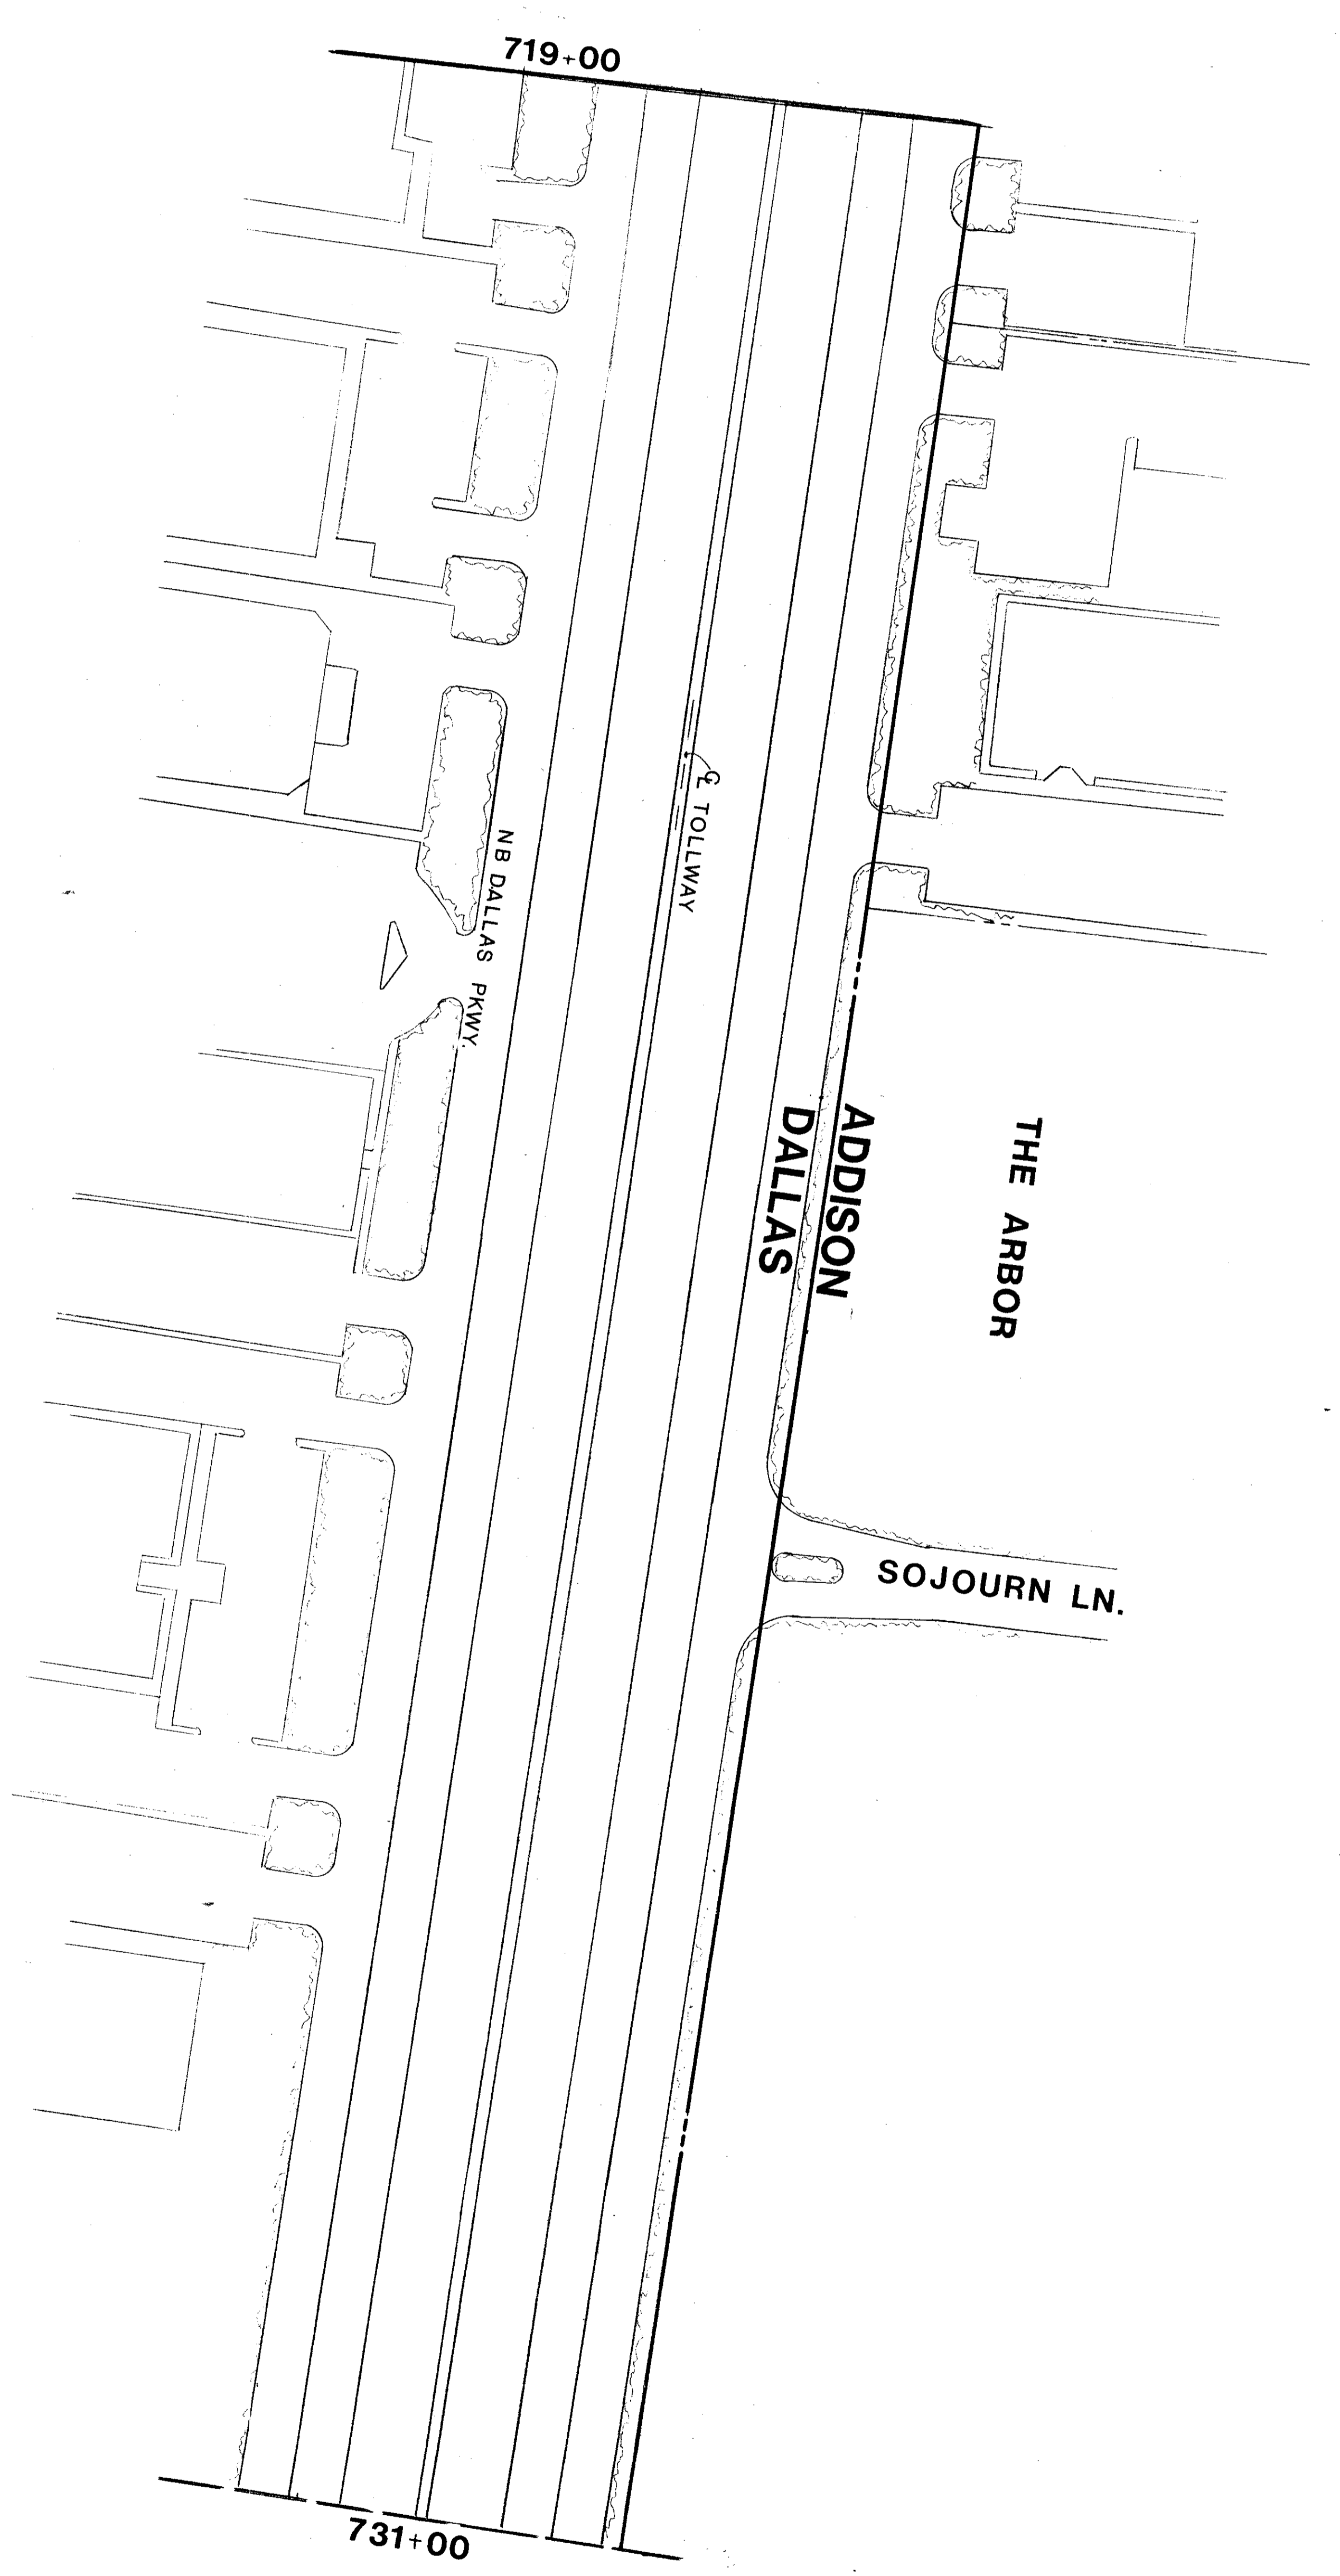 719+00
℄ TOLLWAY
NB DALLAS PKWY.
ADDISON
DALLAS
THE ARBOR
SOJOURN LN.
731+00